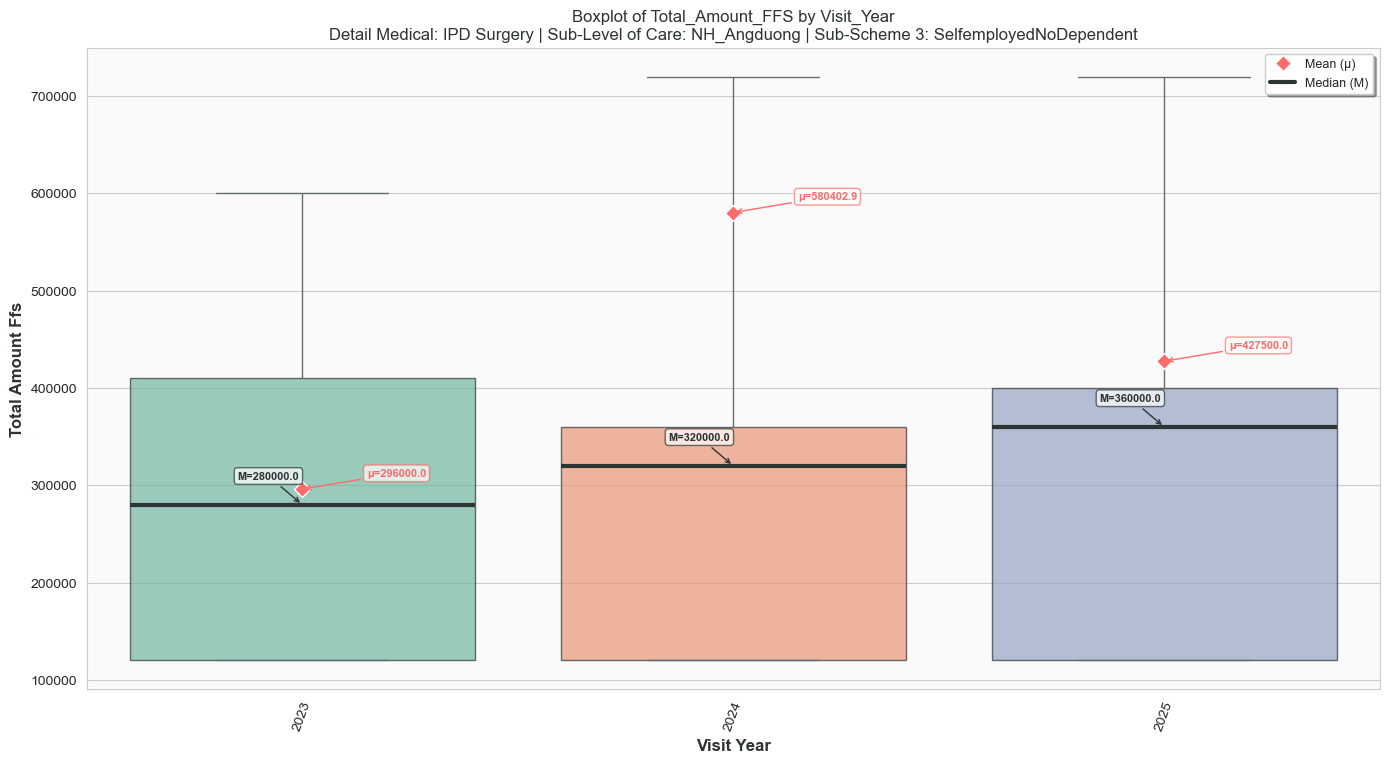 Boxplot of Total_Amount_FFS by Visit_Year
Detail Medical: IPD Surgery | Sub-Level of Care: NH_Angduong | Sub-Scheme 3: SelfemployedNoDependent
Mean (μ)
Median (M)
Total Amount Ffs
700000
600000
500000
400000
300000
200000
100000
M=280000.0
μ=296000.0
M=320000.0
μ=580402.9
M=360000.0
μ=427500.0
2023
2024
2025
Visit Year